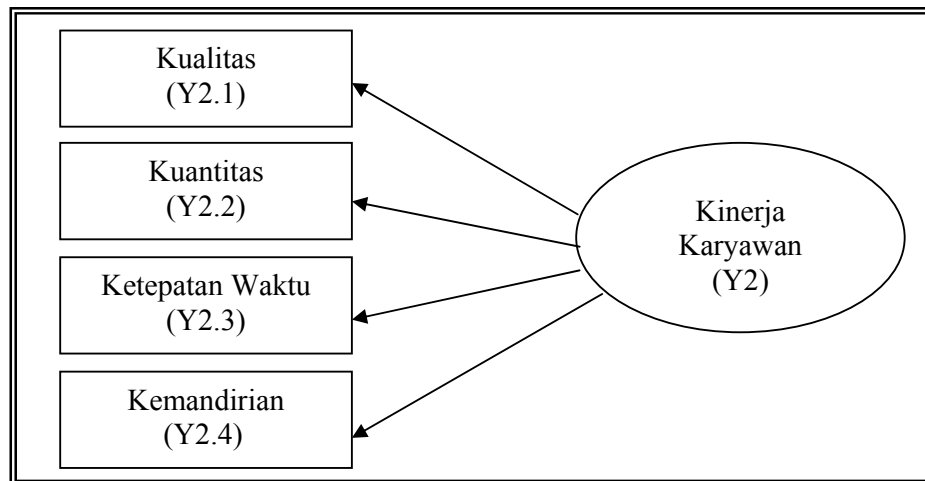 Kualitas
(Y2.1)
Kuantitas
(Y2.2)
Ketepatan Waktu
(Y2.3)
Kemandirian
(Y2.4)
Kinerja
Karyawan
(Y2)